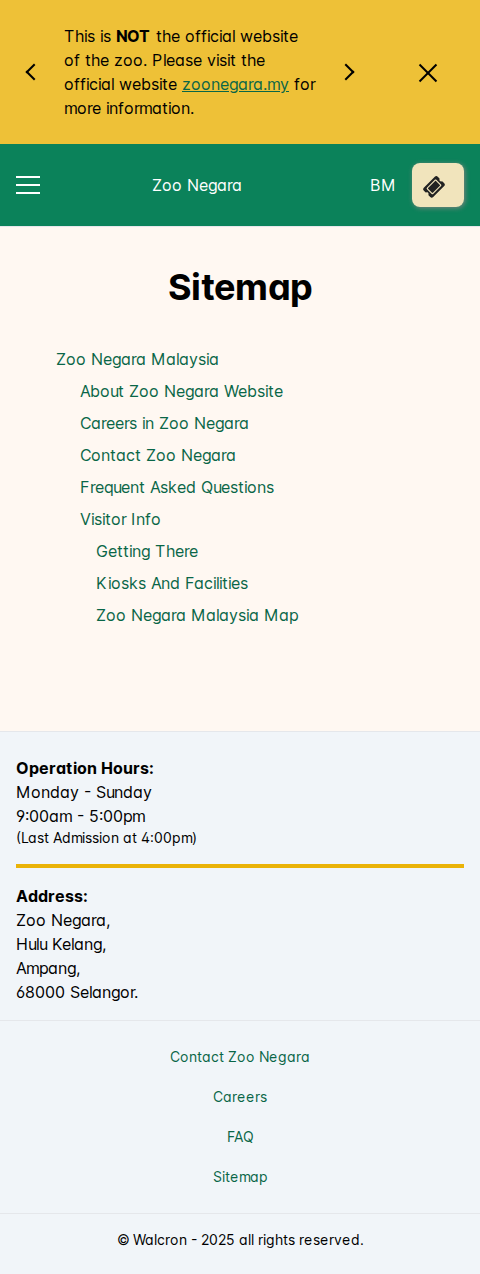 This is NOT the official website
of the zoo. Please visit the
official website zoonegara.my for
more information.
Zoo Negara
BM
Sitemap
Zoo Negara Malaysia
About Zoo Negara Website
Careers in Zoo Negara
Contact Zoo Negara
Frequent Asked Questions
Visitor Info
Getting There
Kiosks And Facilities
Zoo Negara Malaysia Map
Operation Hours:
Monday - Sunday
9:00am - 5:00pm
(Last Admission at 4:00pm)
Address:
Zoo Negara,
Hulu Kelang,
Ampang,
68000 Selangor.
Contact Zoo Negara
Careers
FAQ
Sitemap
© Walcron - 2025 all rights reserved.